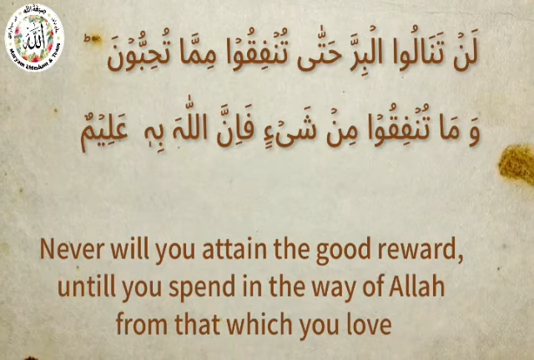 لَنۡ تَنَالُوا الۡبِرَّ حَتّٰى تُنۡفِقُوۡا مِمَّا تُحِبُّوۡنَ ؕ
وَ مَا تُنۡفِقُوۡا مِنۡ شَىۡءٍ فَاِنَّ اللّٰهَ بِهٖ عَلِيۡمٌ
Never will you attain the good reward,
untill you spend in the way of Allah
from that which you love